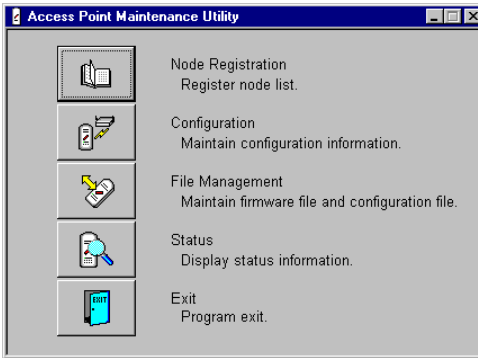 Access Point Maintenance Utility
Node Registration
Register node list.
Configuration
Maintain configuration information.
File Management
Maintain firmware file and configuration file.
Status
Display status information.
EXIT
Exit
Program exit.